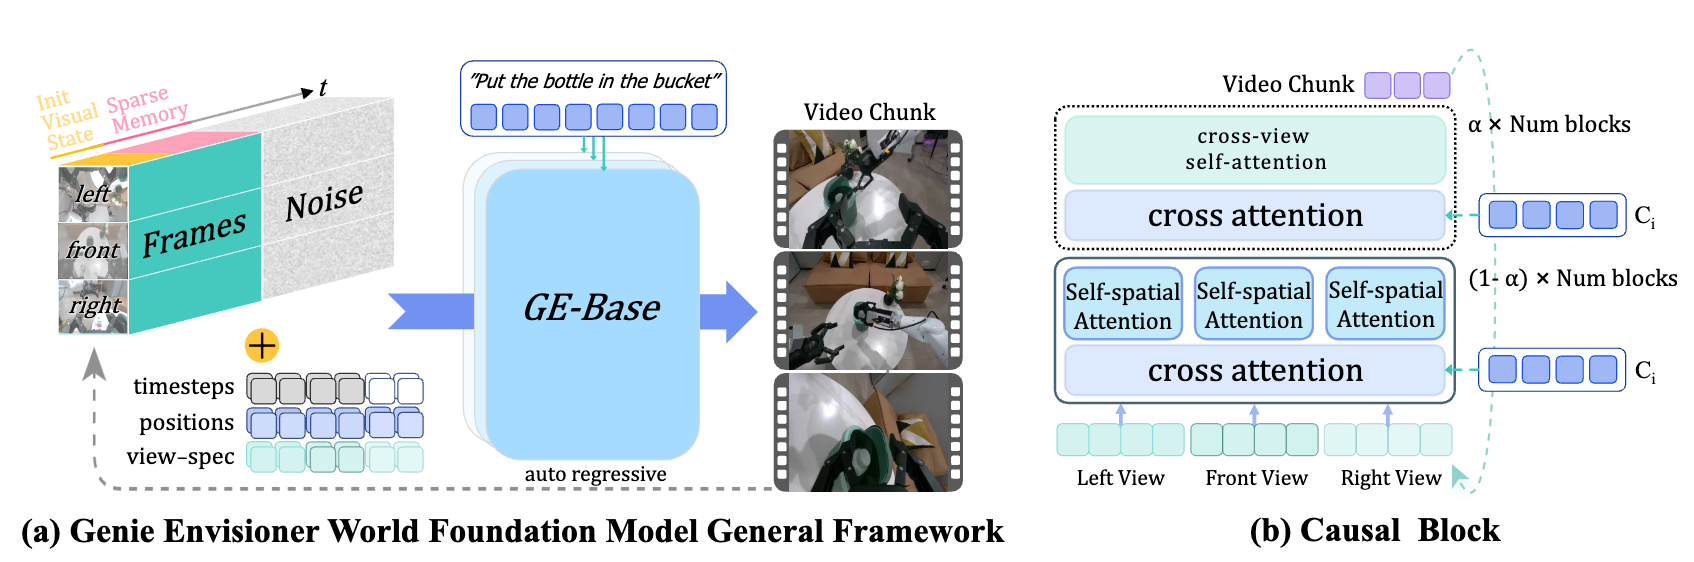 Init
Visual
State
Sparse
Memory
t
left
front
right
Frames
Noise
timesteps
positions
view-spec
"Put the bottle in the bucket"
GE-Base
auto regressive
Video Chunk
(a) Genie Envisioner World Foundation Model General Framework
Video Chunk
cross-view
self-attention
α × Num blocks
cross attention
Ci
Self-spatial
Attention
Self-spatial
Attention
Self-spatial
Attention
(1- α) × Num blocks
cross attention
Ci
Left View
Front View
Right View
(b) Causal Block